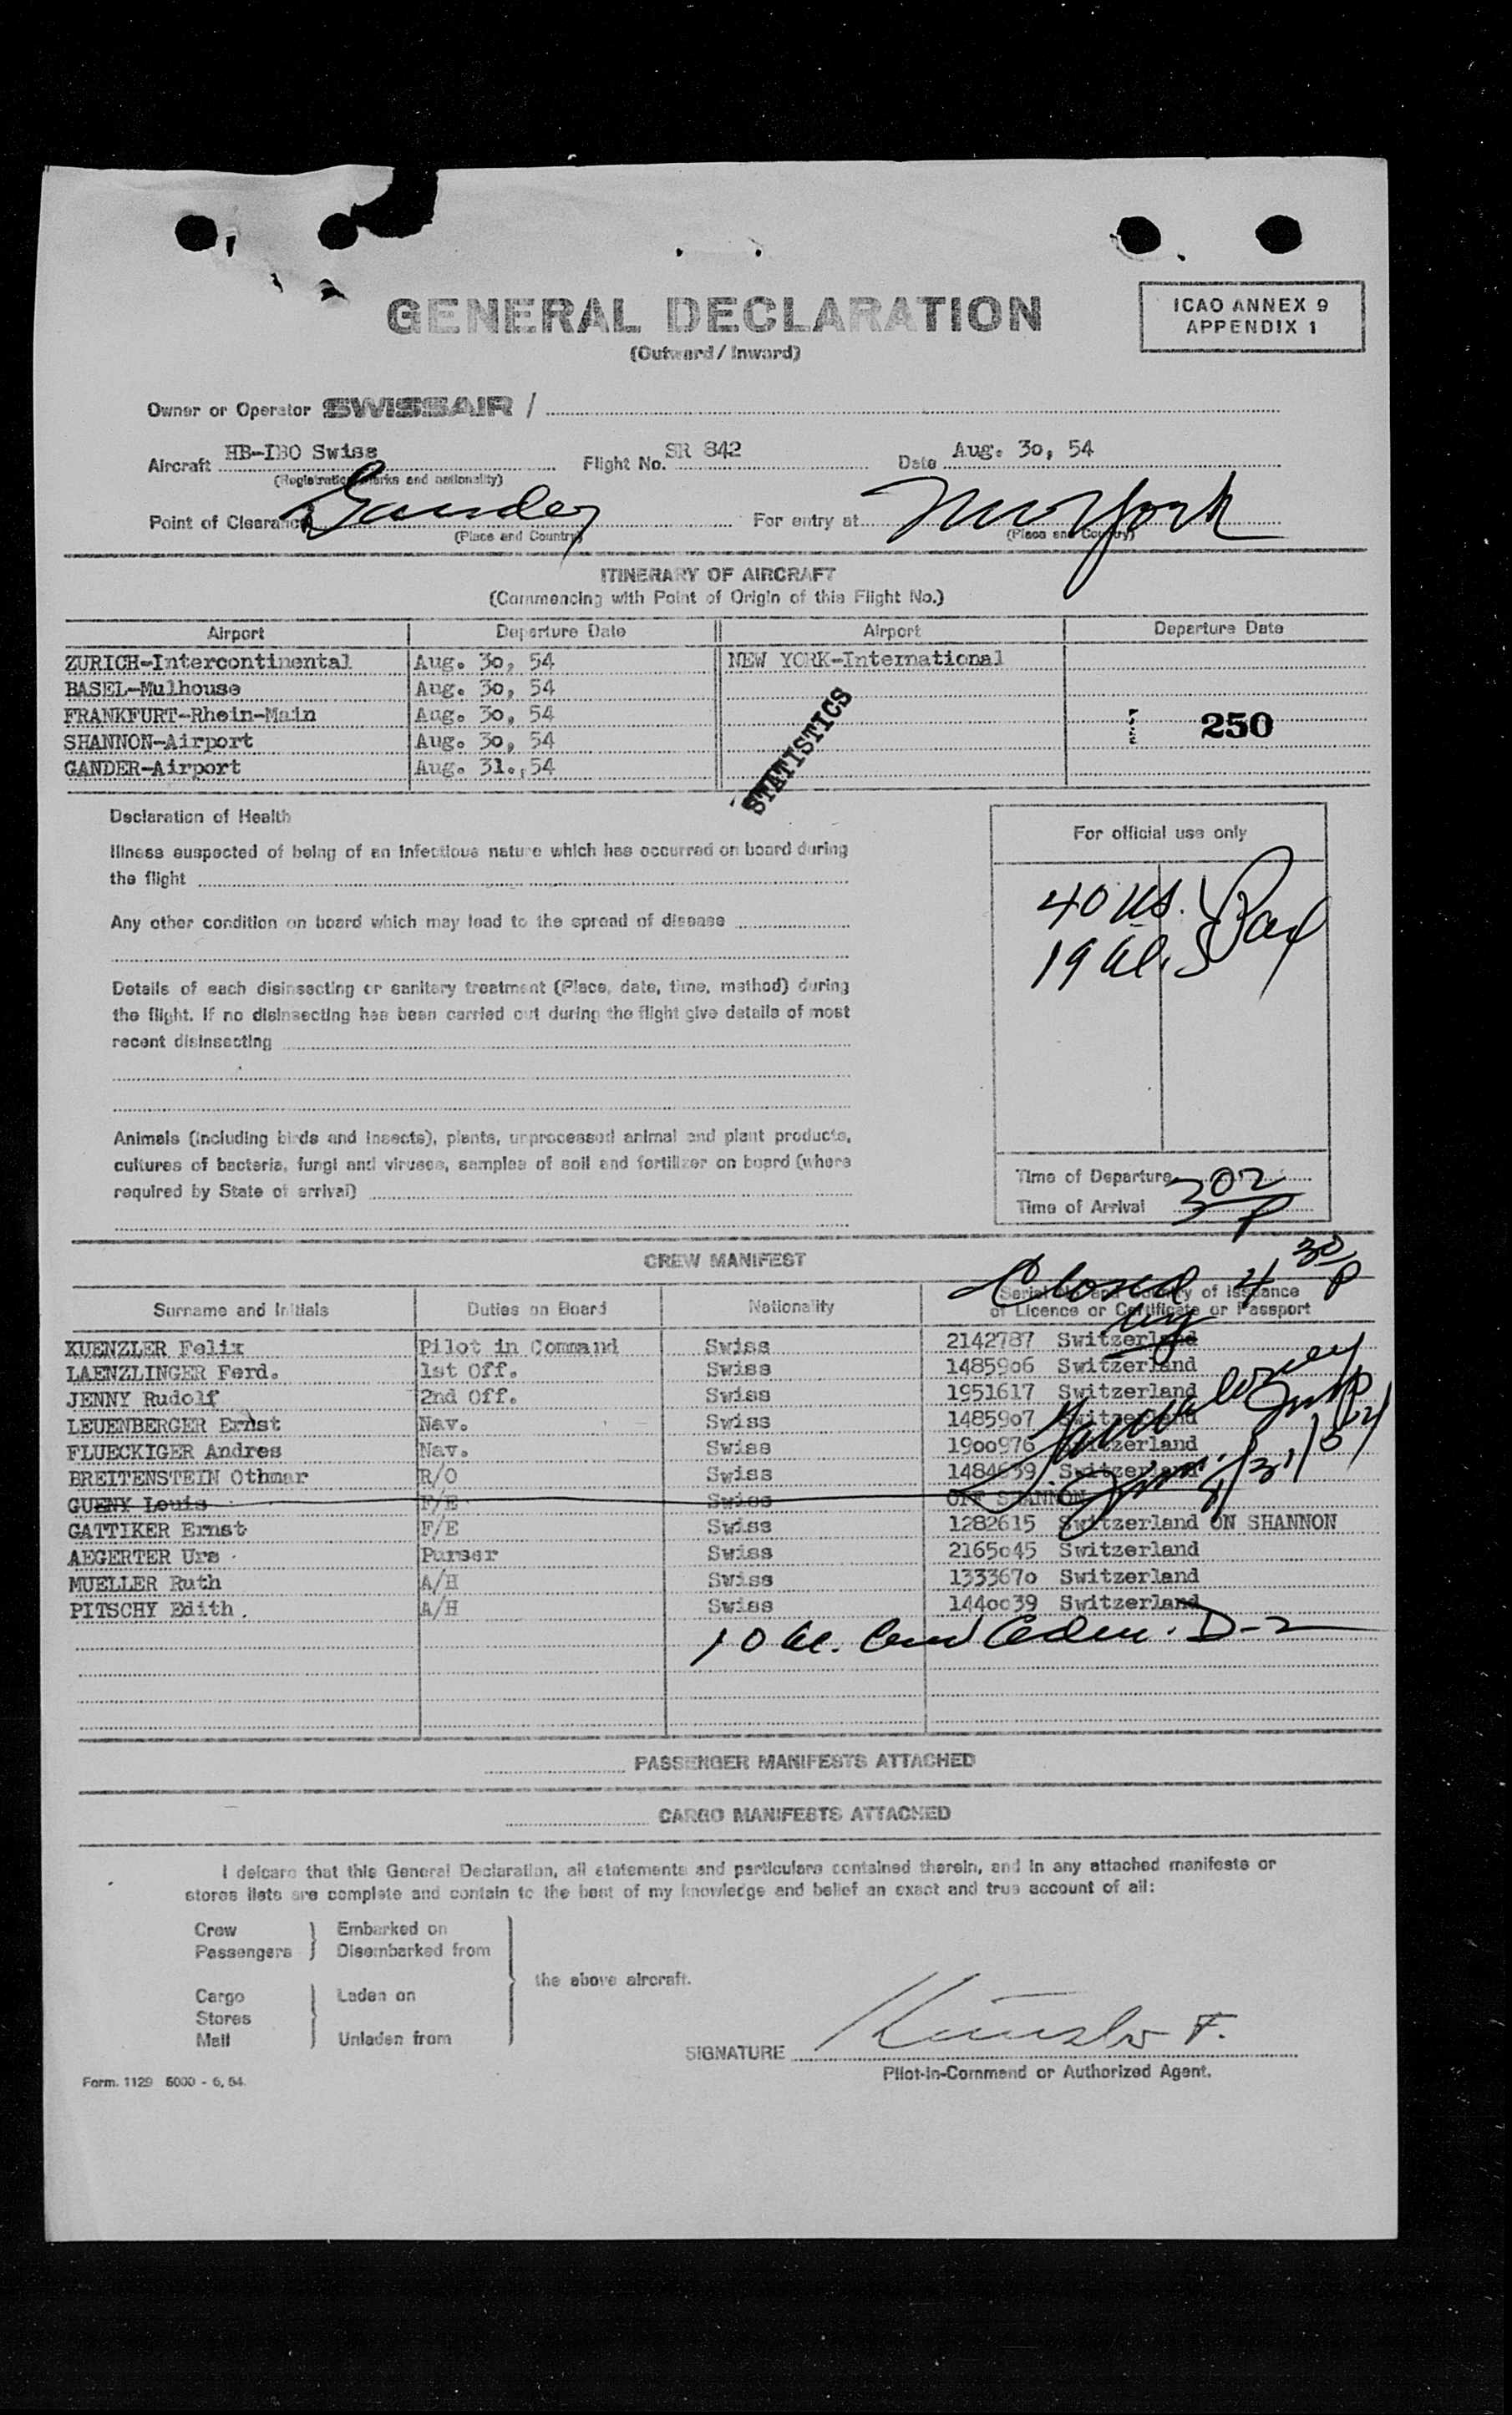 GENERAL DECLARATION
(Outward / Inward)
ICAO ANNEX 9
APPENDIX 1
Owner or Operator SWISSAIR /
Aircraft HB-IBO Swiss Flight No. SR 842 Date Aug. 30, 54
(Registration marks and nationality)
Point of Clearance Gander For entry at New York
(Place and Country) (Place and Country)
ITINERARY OF AIRCRAFT
(Commencing with Point of Origin of this Flight No.)
Airport Departure Date Airport Departure Date
ZURICH-Intercontinental Aug. 30, 54 NEW YORK-International
BASEL-Mulhouse Aug. 30, 54
FRANKFURT-Rhein-Main Aug. 30, 54
SHANNON-Airport Aug. 30, 54
GANDER-Airport Aug. 31., 54
STATISTICS
250
Declaration of Health
Illness suspected of being of an infectious nature which has occurred on board during
the flight
Any other condition on board which may lead to the spread of disease
Details of each disinsecting or sanitary treatment (Place, date, time, method) during
the flight. If no disinsecting has been carried out during the flight give details of most
recent disinsecting
Animals (including birds and insects), plants, unprocessed animal and plant products,
cultures of bacteria, fungi and viruses, samples of soil and fertilizer on board (where
required by State of arrival)
For official use only
40 US. Pax
19 Al.
Time of Departure
Time of Arrival 302 P
CREW MANIFEST
Closed 4 30 P
Surname and Initials Duties on Board Nationality Serial No. and Country of Issuance
of Licence or Certificate or Passport
KUENZLER Felix Pilot in Command Swiss 2142787 Switzerland
LAENZLINGER Ferd. 1st Off. Swiss 1485906 Switzerland
JENNY Rudolf 2nd Off. Swiss 1951617 Switzerland
LEUENBERGER Ernst Nav. Swiss 1485907 Switzerland
FLUECKIGER Andres Nav. Swiss 1900976 Switzerland
BREITENSTEIN Othmar R/O Swiss 1484639 Switzerland
GUENY Louis F/E Swiss OFF SHANNON
GATTIKER Ernst F/E Swiss 1282615 Switzerland ON SHANNON
AEGERTER Urs Purser Swiss 2165045 Switzerland
MUELLER Ruth A/H Swiss 1333670 Switzerland
PITSCHY Edith. A/H Swiss 1440039 Switzerland
8/31/54
10 Al. D-2
PASSENGER MANIFESTS ATTACHED
CARGO MANIFESTS ATTACHED
I delcare that this General Declaration, all statements and particulars contained therein, and in any attached manifests or
stores lists are complete and contain to the best of my knowledge and belief an exact and true account of all:
Crew Embarked on
Passengers Disembarked from
the above aircraft.
Cargo Laden on
Stores
Mail Unladen from
SIGNATURE Künzler F.
Pilot-in-Command or Authorized Agent.
Form. 1129 5000 - 6. 54.